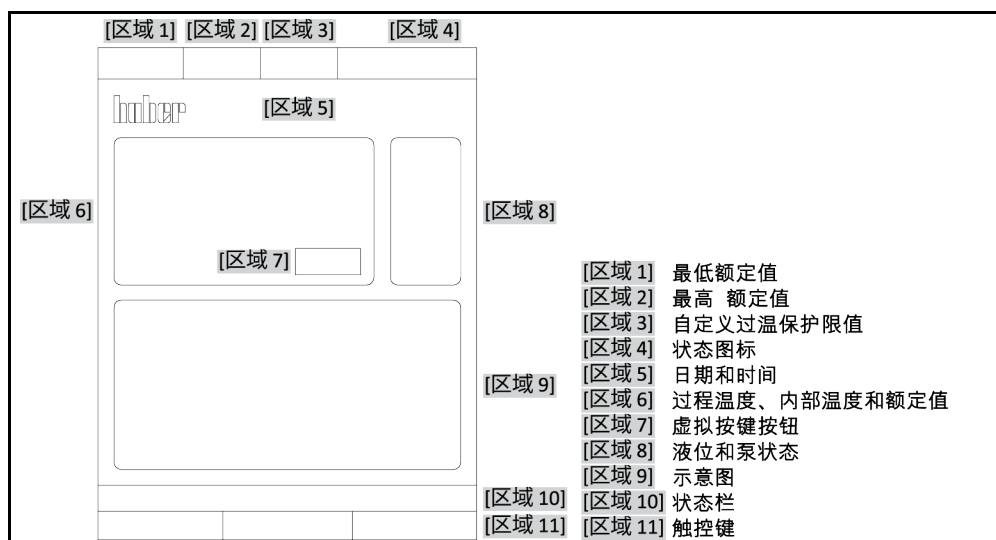 [区域 1] [区域 2] [区域 3] [区域 4]
huber
[区域 5]
[区域 6]
[区域 8]
[区域 7]
[区域 9]
[区域 10]
[区域 11]
[区域 1] 最低额定值
[区域 2] 最高 额定值
[区域 3] 自定义过温保护限值
[区域 4] 状态图标
[区域 5] 日期和时间
[区域 6] 过程温度、内部温度和额定值
[区域 7] 虚拟按键按钮
[区域 8] 液位和泵状态
[区域 9] 示意图
[区域 10] 状态栏
[区域 11] 触控键